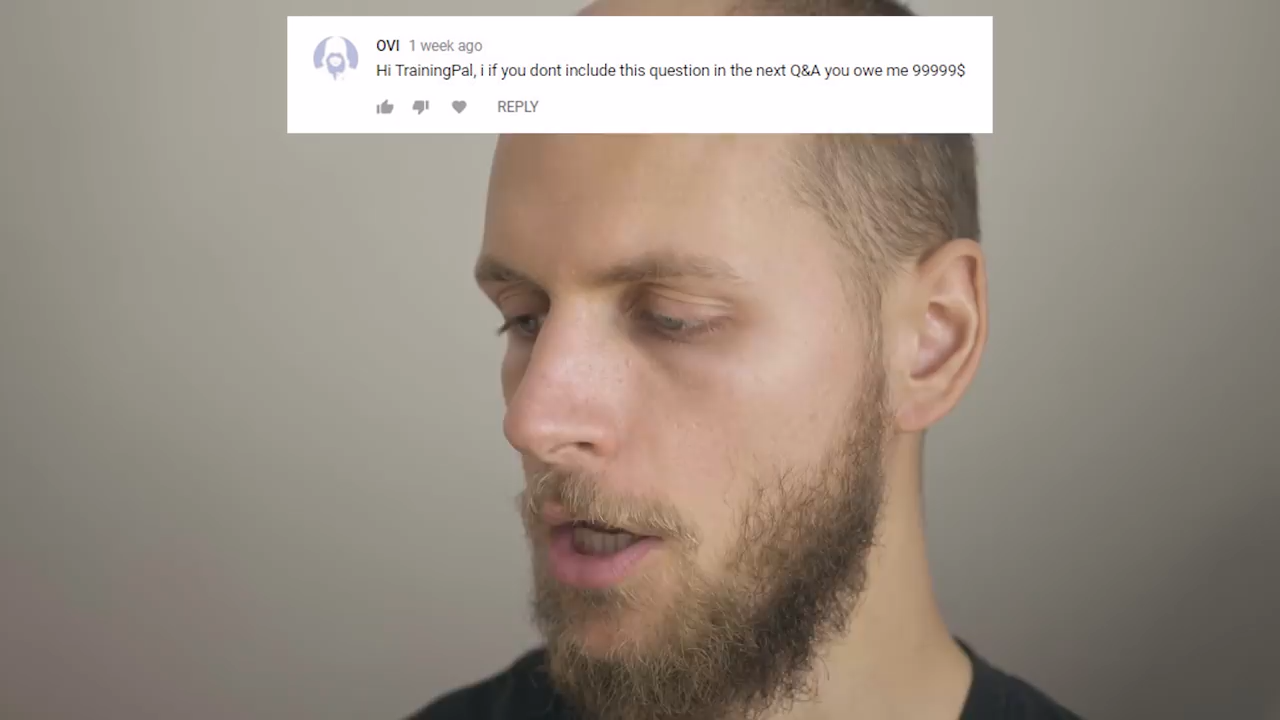 OVI 1 week ago
Hi TrainingPal, i if you dont include this question in the next Q&A you owe me 99999$
REPLY